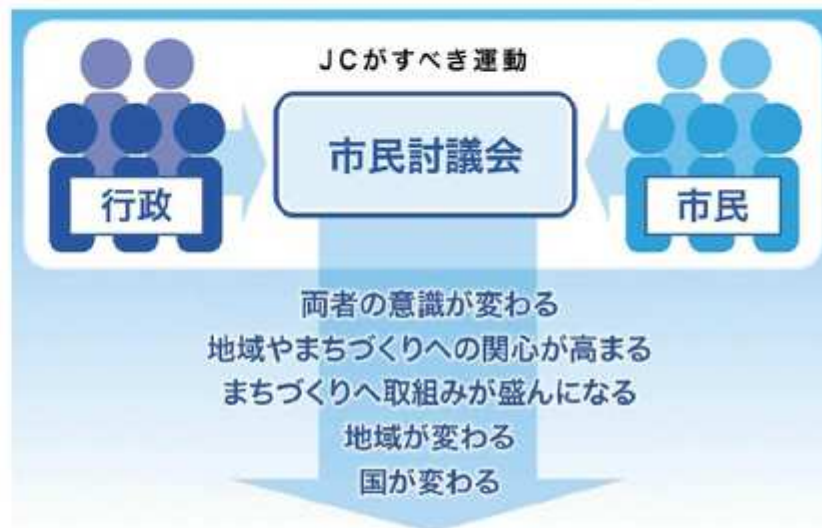 JCがすべき運動
行政
市民討議会
市民
両者の意識が変わる
地域やまちづくりへの関心が高まる
まちづくりへ取組みが盛んになる
地域が変わる
国が変わる